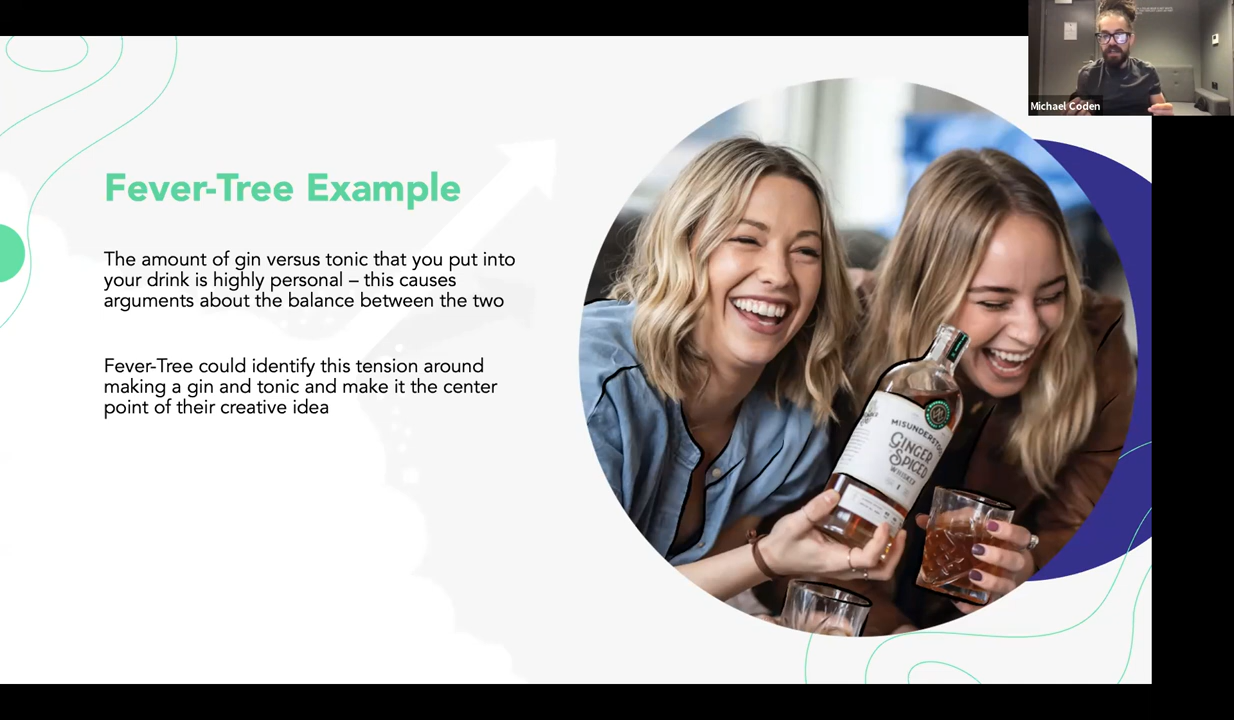 Michael Coden
Fever-Tree Example
The amount of gin versus tonic that you put into
your drink is highly personal – this causes
arguments about the balance between the two
Fever-Tree could identify this tension around
making a gin and tonic and make it the center
point of their creative idea
MISUNDERSTOOD
GINGER
SPICED
WHISKEY